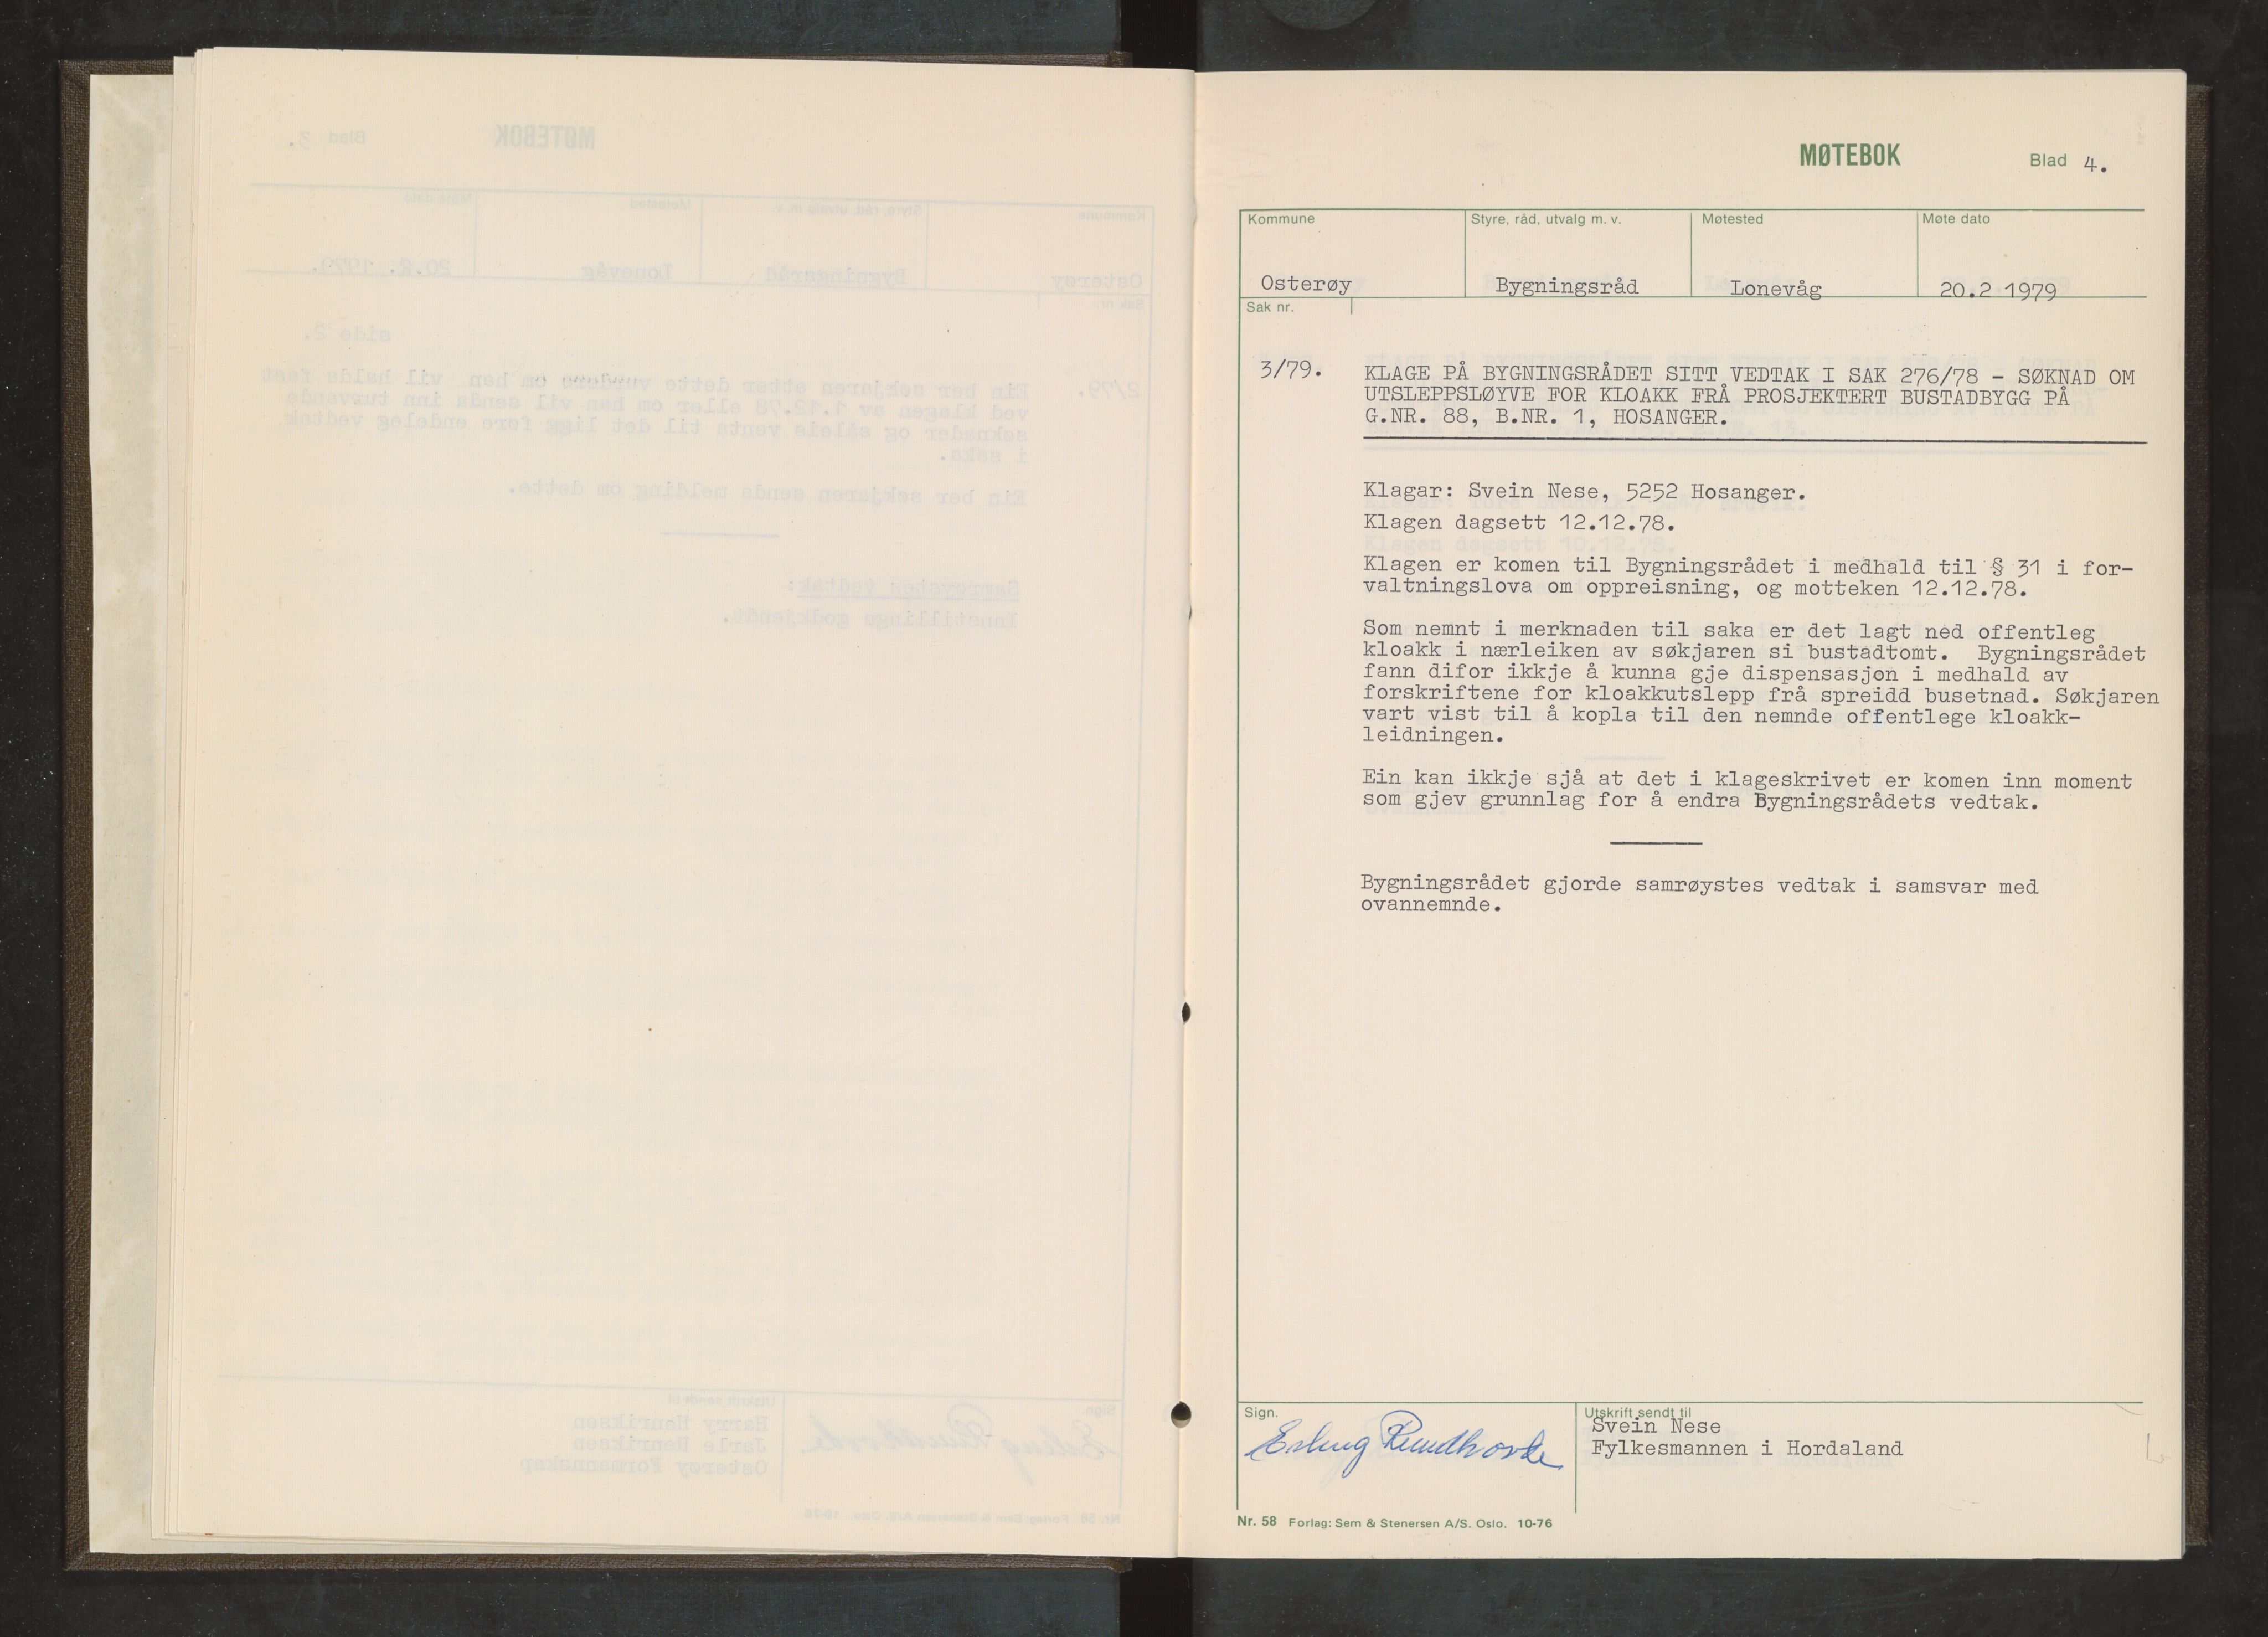 MØTEBOK
Blad 4.
Kommune
Styre, råd, utvalg m. v.
Møtested
Møte dato
Osterøy
Bygningsråd
Lonevåg
20.2 1979
Sak nr.
3/79.
KLAGE PÅ BYGNINGSRÅDET SITT VEDTAK I SAK 276/78 - SØKNAD OM
UTSLEPPSLØYVE FOR KLOAKK FRÅ PROSJEKTERT BUSTADBYGG PÅ
G.NR. 88, B.NR. 1, HOSANGER.
Klagar: Svein Nese, 5252 Hosanger.
Klagen dagsett 12.12.78.
Klagen er komen til Bygningsrådet i medhald til § 31 i for-
valtningslova om oppreisning, og motteken 12.12.78.
Som nemnt i merknaden til saka er det lagt ned offentleg
kloakk i nærleiken av søkjaren si bustadtomt. Bygningsrådet
fann difor ikkje å kunna gje dispensasjon i medhald av
forskriftene for kloakkutslepp frå spreidd busetnad. Søkjaren
vart vist til å kopla til den nemnde offentlege kloakk-
leidningen.
Ein kan ikkje sjå at det i klageskrivet er komen inn moment
som gjev grunnlag for å endra Bygningsrådets vedtak.
Bygningsrådet gjorde samrøystes vedtak i samsvar med
ovannemnde.
Sign.
Erling Rundhovde
Utskrift sendt til
Svein Nese
Fylkesmannen i Hordaland
Nr. 58 Forlag: Sem & Stenersen A/S. Oslo. 10-76